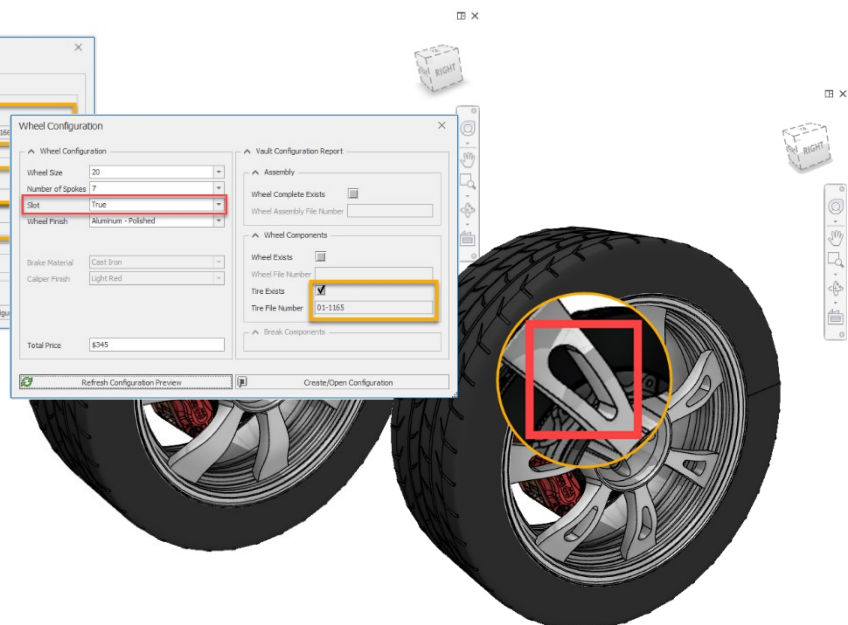 RIGHT
RIGHT
Wheel Configuration
Wheel Configuration
Wheel Size 20
Number of Spokes 7
Slot True
Wheel Finish Aluminum - Polished
Brake Material Cast Iron
Caliper Finish Light Red
Total Price $345
Refresh Configuration Preview
Vault Configuration Report
Assembly
Wheel Complete Exists
Wheel Assembly File Number
Wheel Components
Wheel Exists
Wheel File Number
Tire Exists
Tire File Number 01-1165
Break Components
Create/Open Configuration